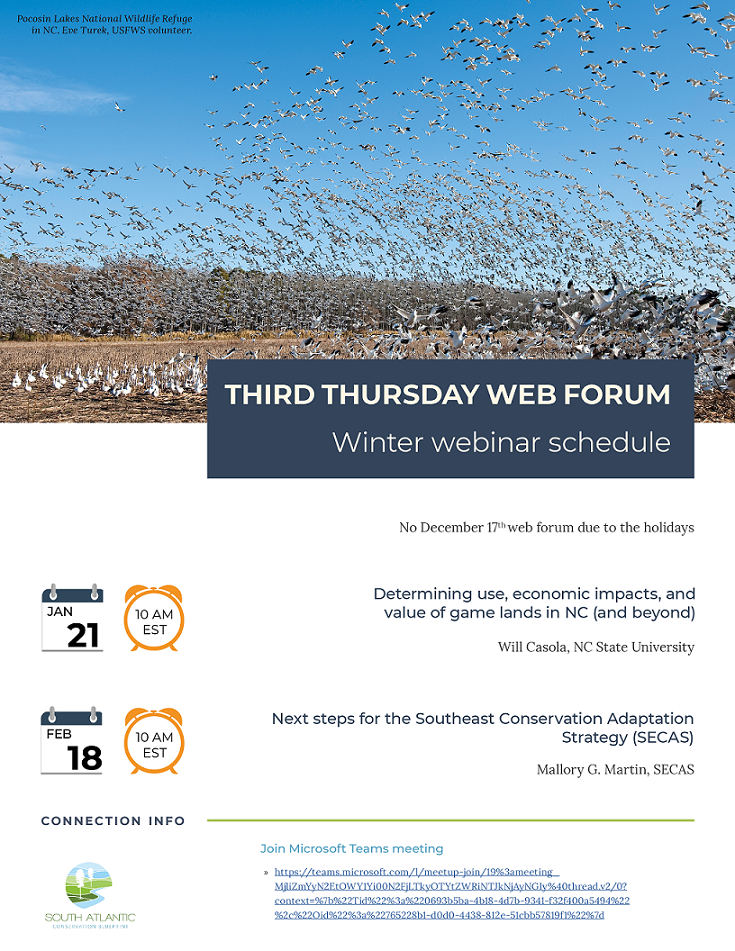 Pocosin Lakes National Wildlife Refuge
in NC. Eve Turek, USFWS volunteer.
THIRD THURSDAY WEB FORUM
Winter webinar schedule
No December 17th web forum due to the holidays
JAN
21
10 AM
EST
Determining use, economic impacts, and
value of game lands in NC (and beyond)
Will Casola, NC State University
FEB
18
10 AM
EST
Next steps for the Southeast Conservation Adaptation
Strategy (SECAS)
Mallory G. Martin, SECAS
CONNECTION INFO
Join Microsoft Teams meeting
» https://teams.microsoft.com/l/meetup-join/19%3ameeting_
MjliZmYyN2EtOWY1Yi00N2FjLTkyOTYtZWRiNTJkNjAyNGIy%40thread.v2/0?
context=%7b%22Tid%22%3a%220693b5ba-4b18-4d7b-9341-f32f400a5494%22
%2c%22Oid%22%3a%22765228b1-d0d0-4438-812e-51cbb57819f1%22%7d
SOUTH ATLANTIC
CONSERVATION BLUEPRINT